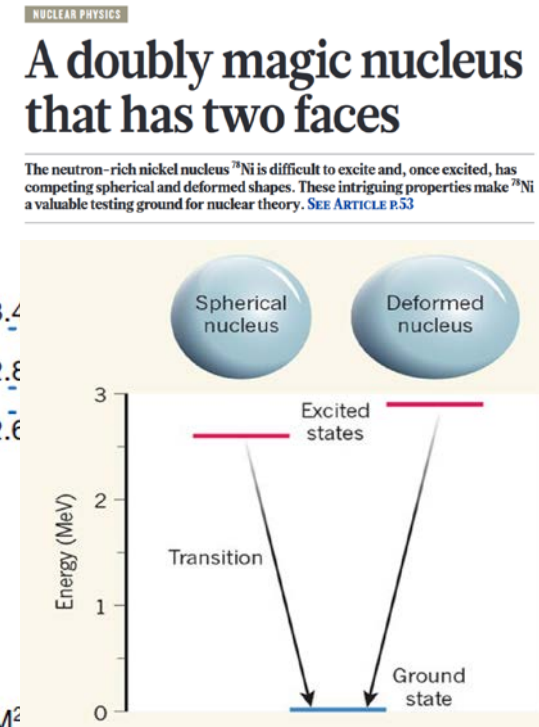 NUCLEAR PHYSICS
A doubly magic nucleus
that has two faces
The neutron-rich nickel nucleus ⁷⁸Ni is difficult to excite and, once excited, has
competing spherical and deformed shapes. These intriguing properties make ⁷⁸Ni
a valuable testing ground for nuclear theory. SEE ARTICLE P.53
Spherical
nucleus
Deformed
nucleus
3
Excited
states
2
Energy (MeV)
Transition
1
Ground
state
0